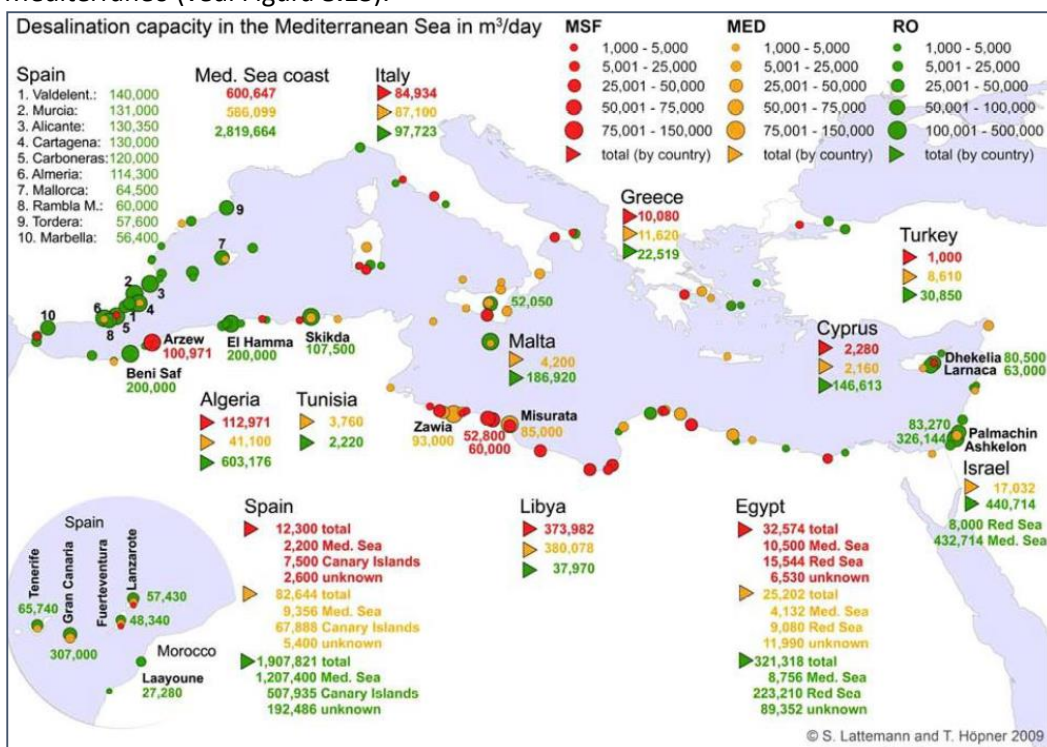 Desalination capacity in the Mediterranean Sea in m³/day
MSF
1,000 - 5,000
5,001 - 25,000
25,001 - 50,000
50,001 - 75,000
75,001 - 150,000
total (by country)
MED
1,000 - 5,000
5,001 - 25,000
25,001 - 50,000
50,001 - 75,000
75,001 - 150,000
total (by country)
RO
1,000 - 5,000
5,001 - 25,000
25,001 - 50,000
50,001 - 100,000
100,001 - 500,000
total (by country)
Spain
1. Valdelent.: 140,000
2. Murcia: 131,000
3. Alicante: 130,350
4. Cartagena: 130,000
5. Carboneras: 120,000
6. Almeria: 114,300
7. Mallorca: 64,500
8. Rambla M.: 60,000
9. Tordera: 57,600
10. Marbella: 56,400
Med. Sea coast
600,647
586,099
2,819,664
Italy
84,934
87,100
97,723
Greece
10,080
11,620
22,519
Turkey
1,000
8,610
30,850
9
7
2
3
6
4
8
5
10
52,050
Arzew
100,971
El Hamma
200,000
Skikda
107,500
Beni Saf
200,000
Malta
4,200
186,920
Cyprus
2,280
2,160
146,613
Dhekelia 80,500
Larnaca 63,000
Algeria
112,971
41,100
603,176
Tunisia
3,760
2,220
Zawia
93,000
52,800
60,000
Misurata
85,000
83,270
326,144
Palmachin
Ashkelon
Israel
17,032
440,714
8,000 Red Sea
432,714 Med. Sea
Spain
Tenerife
Gran Canaria
Fuerteventura
Lanzarote
65,740
57,430
48,340
307,000
Morocco
Laayoune
27,280
Spain
12,300 total
2,200 Med. Sea
7,500 Canary Islands
2,600 unknown
82,644 total
9,356 Med. Sea
67,888 Canary Islands
5,400 unknown
1,907,821 total
1,207,400 Med. Sea
507,935 Canary Islands
192,486 unknown
Libya
373,982
380,078
37,970
Egypt
32,574 total
10,500 Med. Sea
15,544 Red Sea
6,530 unknown
25,202 total
4,132 Med. Sea
9,080 Red Sea
11,990 unknown
321,318 total
8,756 Med. Sea
223,210 Red Sea
89,352 unknown
© S. Lattemann and T. Höpner 2009